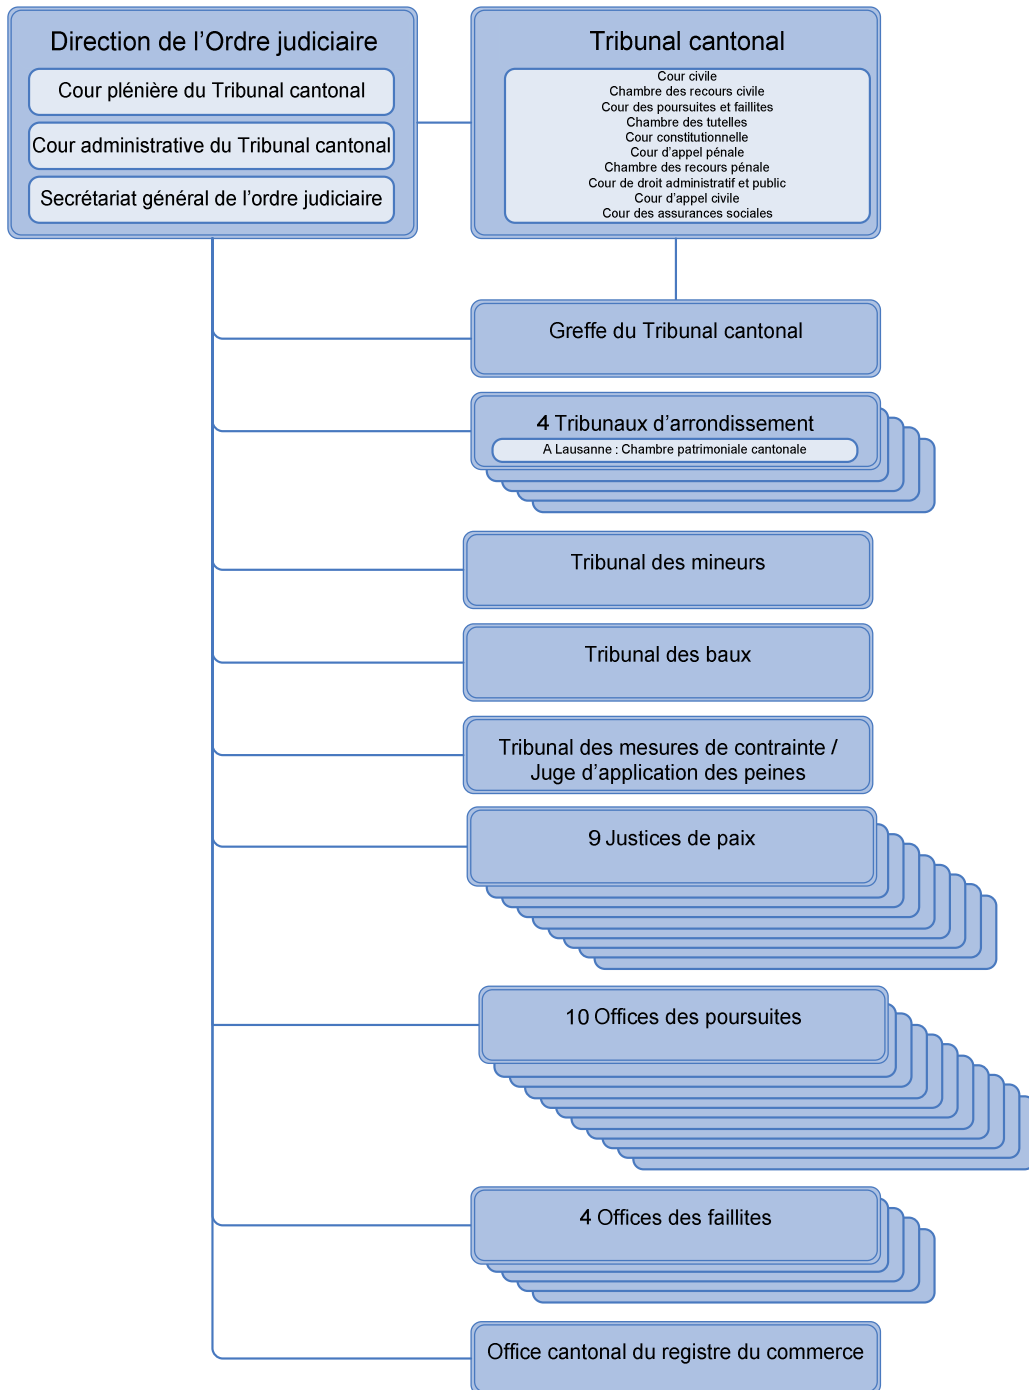 Direction de l’Ordre judiciaire
Cour plénière du Tribunal cantonal
Cour administrative du Tribunal cantonal
Secrétariat général de l’ordre judiciaire
Tribunal cantonal
Cour civile
Chambre des recours civile
Cour des poursuites et faillites
Chambre des tutelles
Cour constitutionnelle
Cour d’appel pénale
Chambre des recours pénale
Cour de droit administratif et public
Cour d’appel civile
Cour des assurances sociales
Greffe du Tribunal cantonal
4 Tribunaux d’arrondissement
A Lausanne : Chambre patrimoniale cantonale
Tribunal des mineurs
Tribunal des baux
Tribunal des mesures de contrainte /
Juge d’application des peines
9 Justices de paix
10 Offices des poursuites
4 Offices des faillites
Office cantonal du registre du commerce